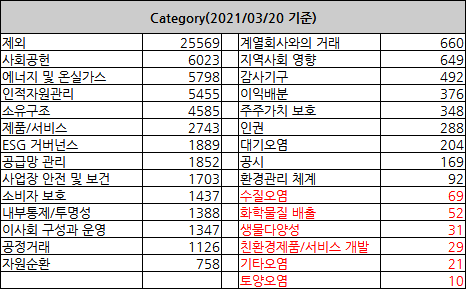 Category(2021/03/20 기준)
제외 25569 계열회사와의 거래 660
사회공헌 6023 지역사회 영향 649
에너지 및 온실가스 5798 감사기구 492
인적자원관리 5455 이익배분 376
소유구조 4585 주주가치 보호 348
제품/서비스 2743 인권 288
ESG 거버넌스 1889 대기오염 204
공급망 관리 1852 공시 169
사업장 안전 및 보건 1703 환경관리 체계 92
소비자 보호 1437 수질오염 69
내부통제/투명성 1388 화학물질 배출 52
이사회 구성과 운영 1347 생물다양성 31
공정거래 1126 친환경제품/서비스 개발 29
자원순환 758 기타오염 21
토양오염 10